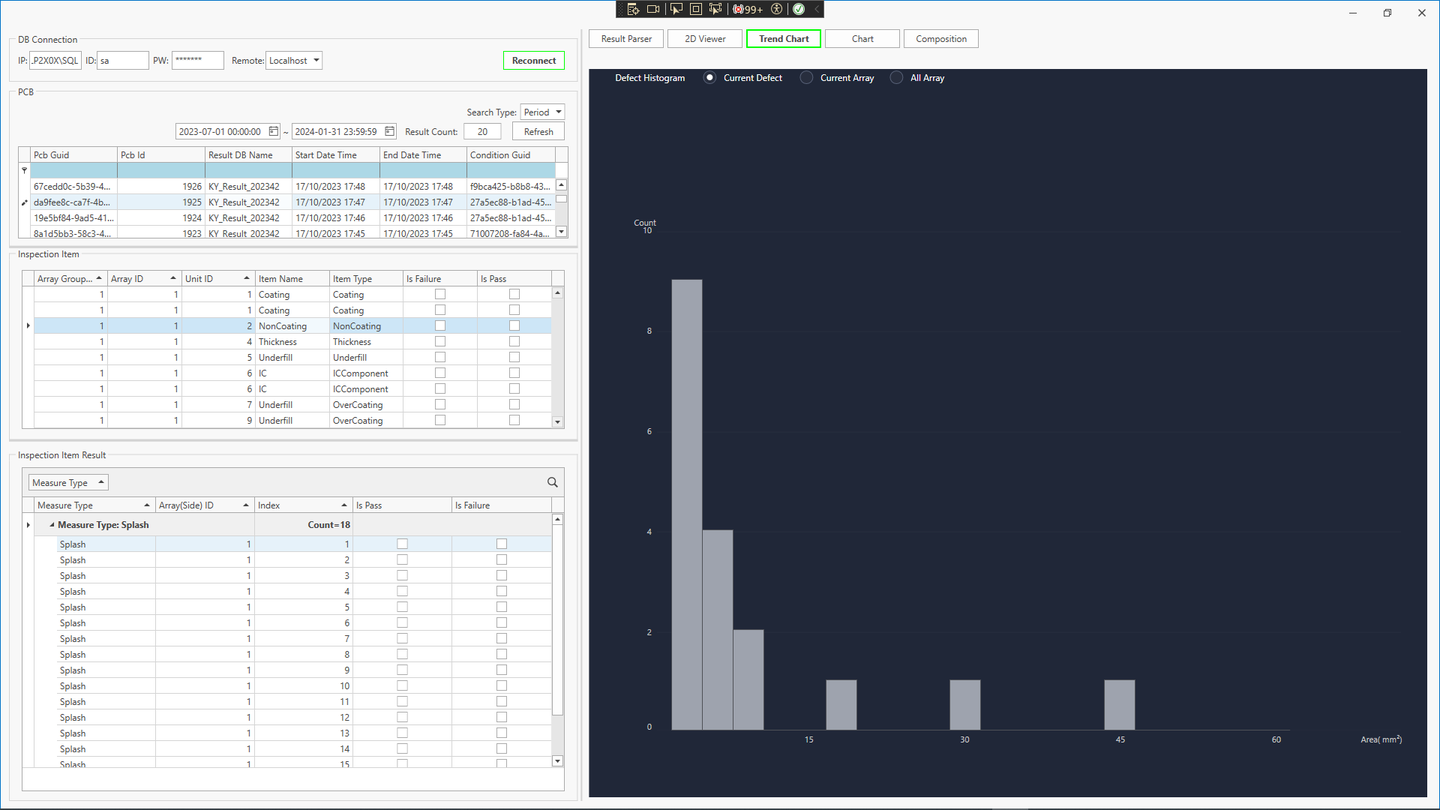 99+
DB Connection
IP: .P2X0X\SQL ID: sa PW: ******* Remote: Localhost Reconnect
PCB
Search Type: Period
2023-07-01 00:00:00 ~ 2024-01-31 23:59:59 Result Count: 20 Refresh
Pcb Guid Pcb Id Result DB Name Start Date Time End Date Time Condition Guid
67cedd0c-5b39-4... 1926 KY_Result_202342 17/10/2023 17:48 17/10/2023 17:48 f9bca425-b8b8-43...
da9fee8c-ca7f-4b... 1925 KY_Result_202342 17/10/2023 17:47 17/10/2023 17:47 27a5ec88-b1ad-45...
19e5bf84-9ad5-41... 1924 KY_Result_202342 17/10/2023 17:46 17/10/2023 17:46 27a5ec88-b1ad-45...
8a1d5bb3-58c3-4... 1923 KY_Result_202342 17/10/2023 17:45 17/10/2023 17:45 71007208-fa84-4a...
Inspection Item
Array Group... Array ID Unit ID Item Name Item Type Is Failure Is Pass
1 1 1 Coating Coating
1 1 1 Coating Coating
1 1 2 NonCoating NonCoating
1 1 4 Thickness Thickness
1 1 5 Underfill Underfill
1 1 6 IC ICComponent
1 1 6 IC ICComponent
1 1 7 Underfill OverCoating
1 1 9 Underfill OverCoating
Inspection Item Result
Measure Type
Measure Type Array(Side) ID Index Is Pass Is Failure
Measure Type: Splash Count=18
Splash 1 1
Splash 1 2
Splash 1 3
Splash 1 4
Splash 1 5
Splash 1 6
Splash 1 7
Splash 1 8
Splash 1 9
Splash 1 10
Splash 1 11
Splash 1 12
Splash 1 13
Splash 1 14
Splash 1 15
Result Parser 2D Viewer Trend Chart Chart Composition
Defect Histogram Current Defect Current Array All Array
Count
10
8
6
4
2
0
15 30 45 60 Area( mm²)